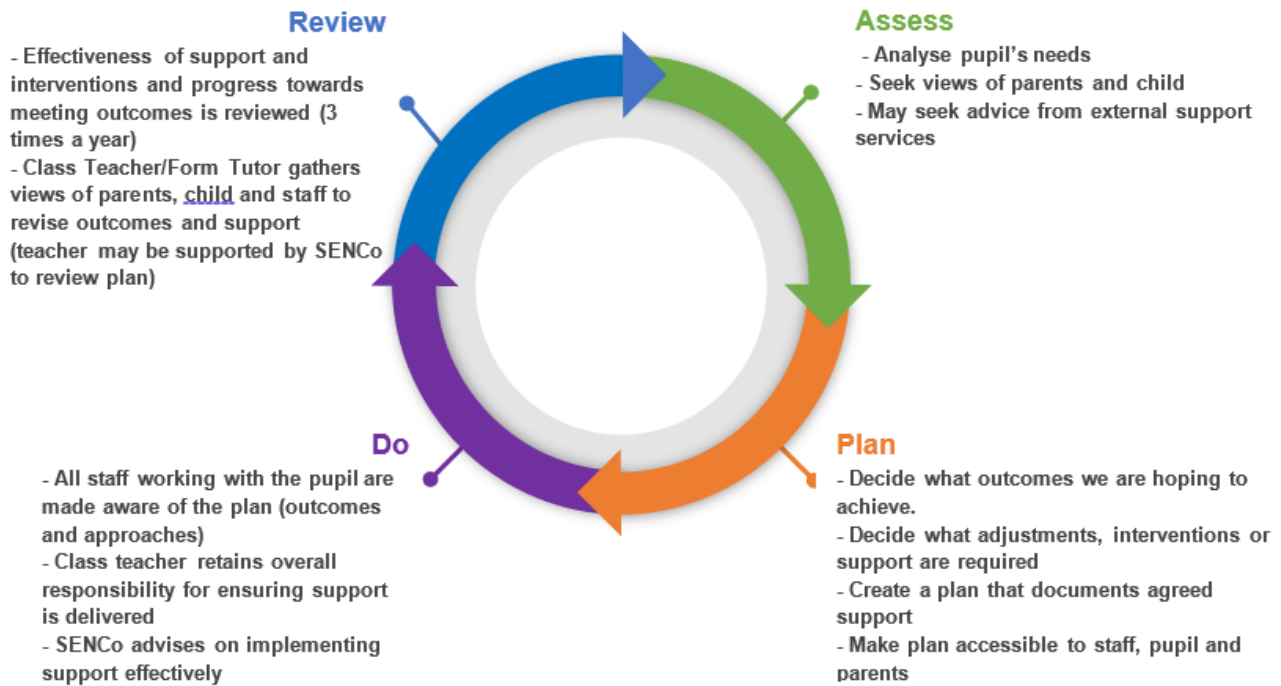 Review
- Effectiveness of support and
interventions and progress towards
meeting outcomes is reviewed (3
times a year)
- Class Teacher/Form Tutor gathers
views of parents, child and staff to
revise outcomes and support
(teacher may be supported by SENCo
to review plan)
Assess
- Analyse pupil's needs
- Seek views of parents and child
- May seek advice from external support
services
Do
- All staff working with the pupil are
made aware of the plan (outcomes
and approaches)
- Class teacher retains overall
responsibility for ensuring support
is delivered
- SENCo advises on implementing
support effectively
Plan
- Decide what outcomes we are hoping to
achieve.
- Decide what adjustments, interventions or
support are required
- Create a plan that documents agreed
support
- Make plan accessible to staff, pupil and
parents